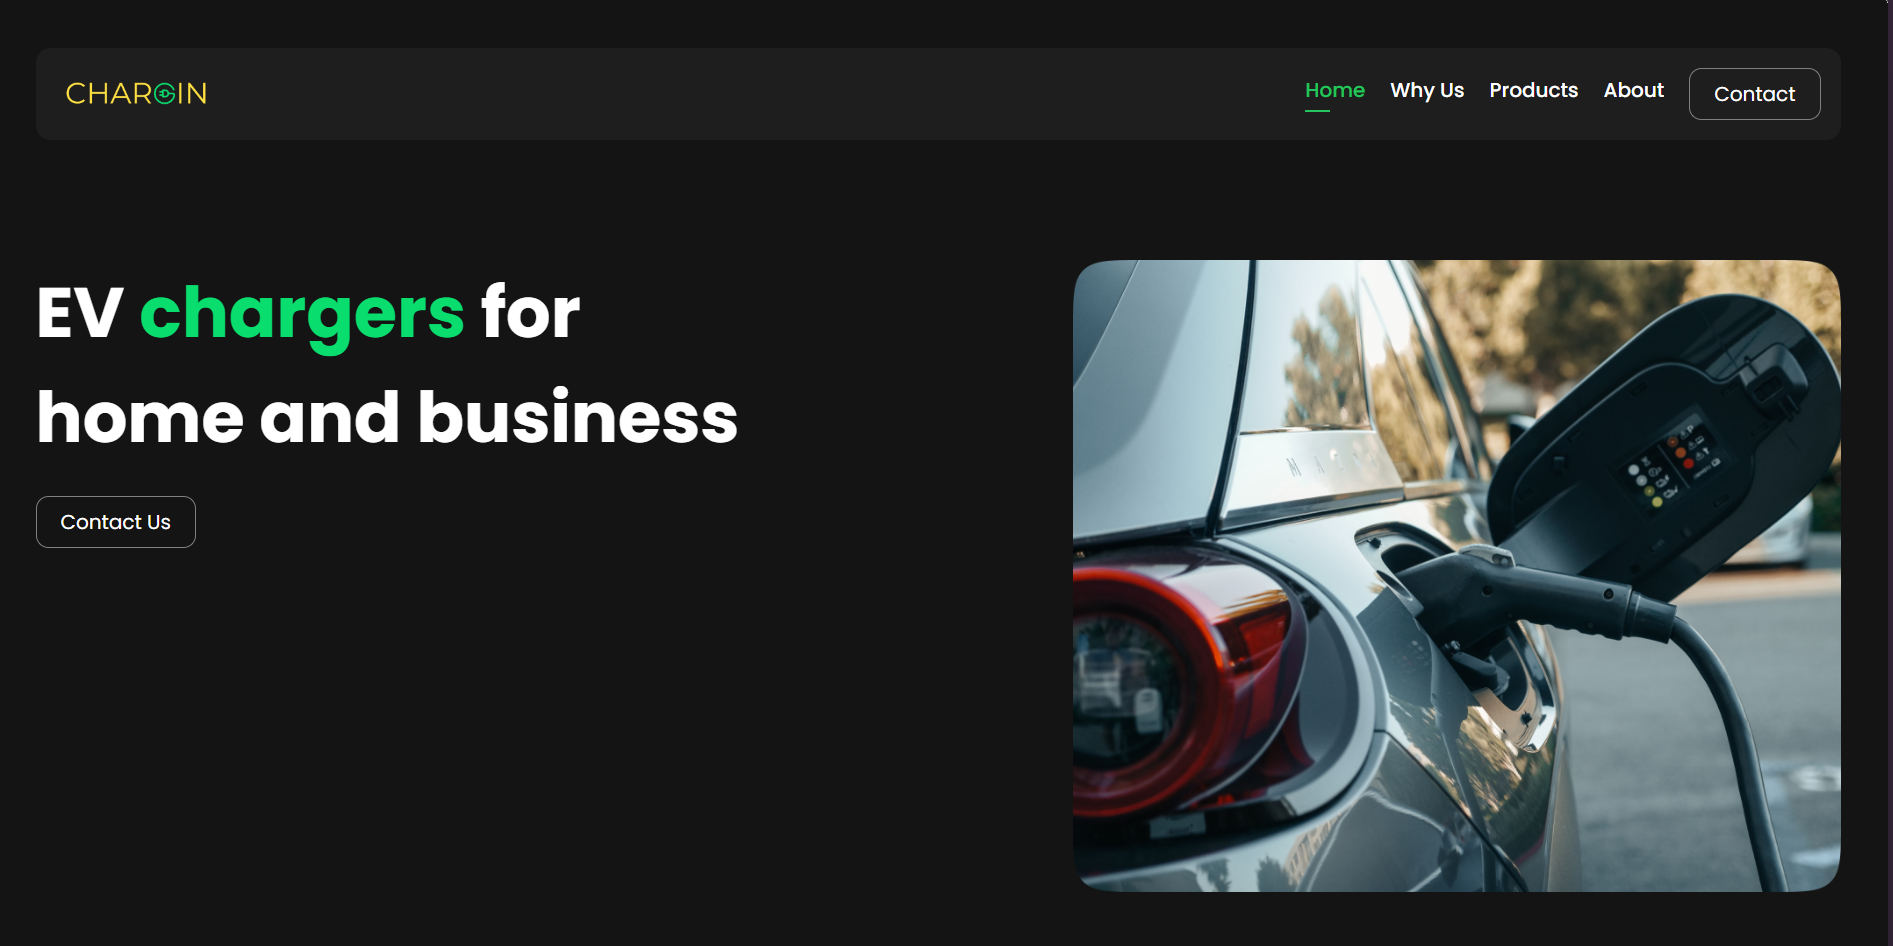 CHARGIN
Home Why Us Products About Contact
EV chargers for
home and business
Contact Us